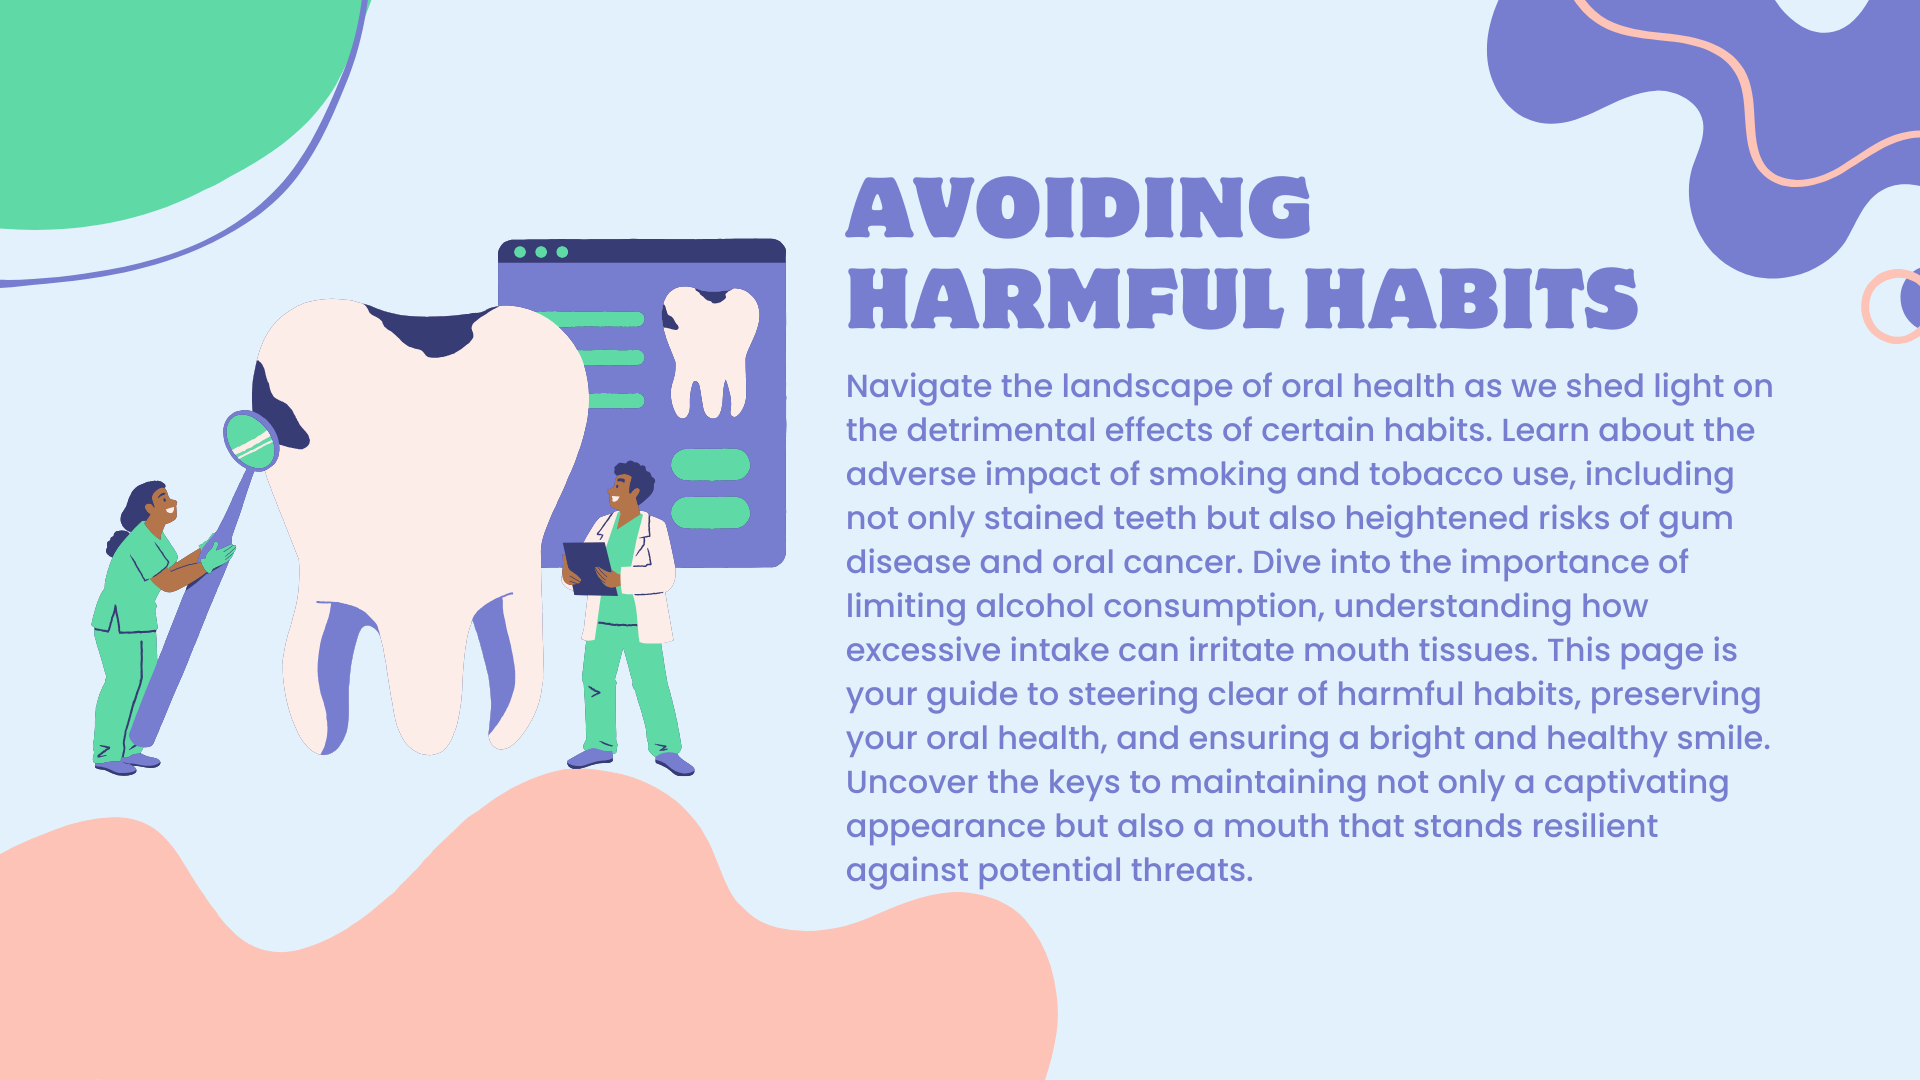 AVOIDING
HARMFUL HABITS
Navigate the landscape of oral health as we shed light on
the detrimental effects of certain habits. Learn about the
adverse impact of smoking and tobacco use, including
not only stained teeth but also heightened risks of gum
disease and oral cancer. Dive into the importance of
limiting alcohol consumption, understanding how
excessive intake can irritate mouth tissues. This page is
your guide to steering clear of harmful habits, preserving
your oral health, and ensuring a bright and healthy smile.
Uncover the keys to maintaining not only a captivating
appearance but also a mouth that stands resilient
against potential threats.